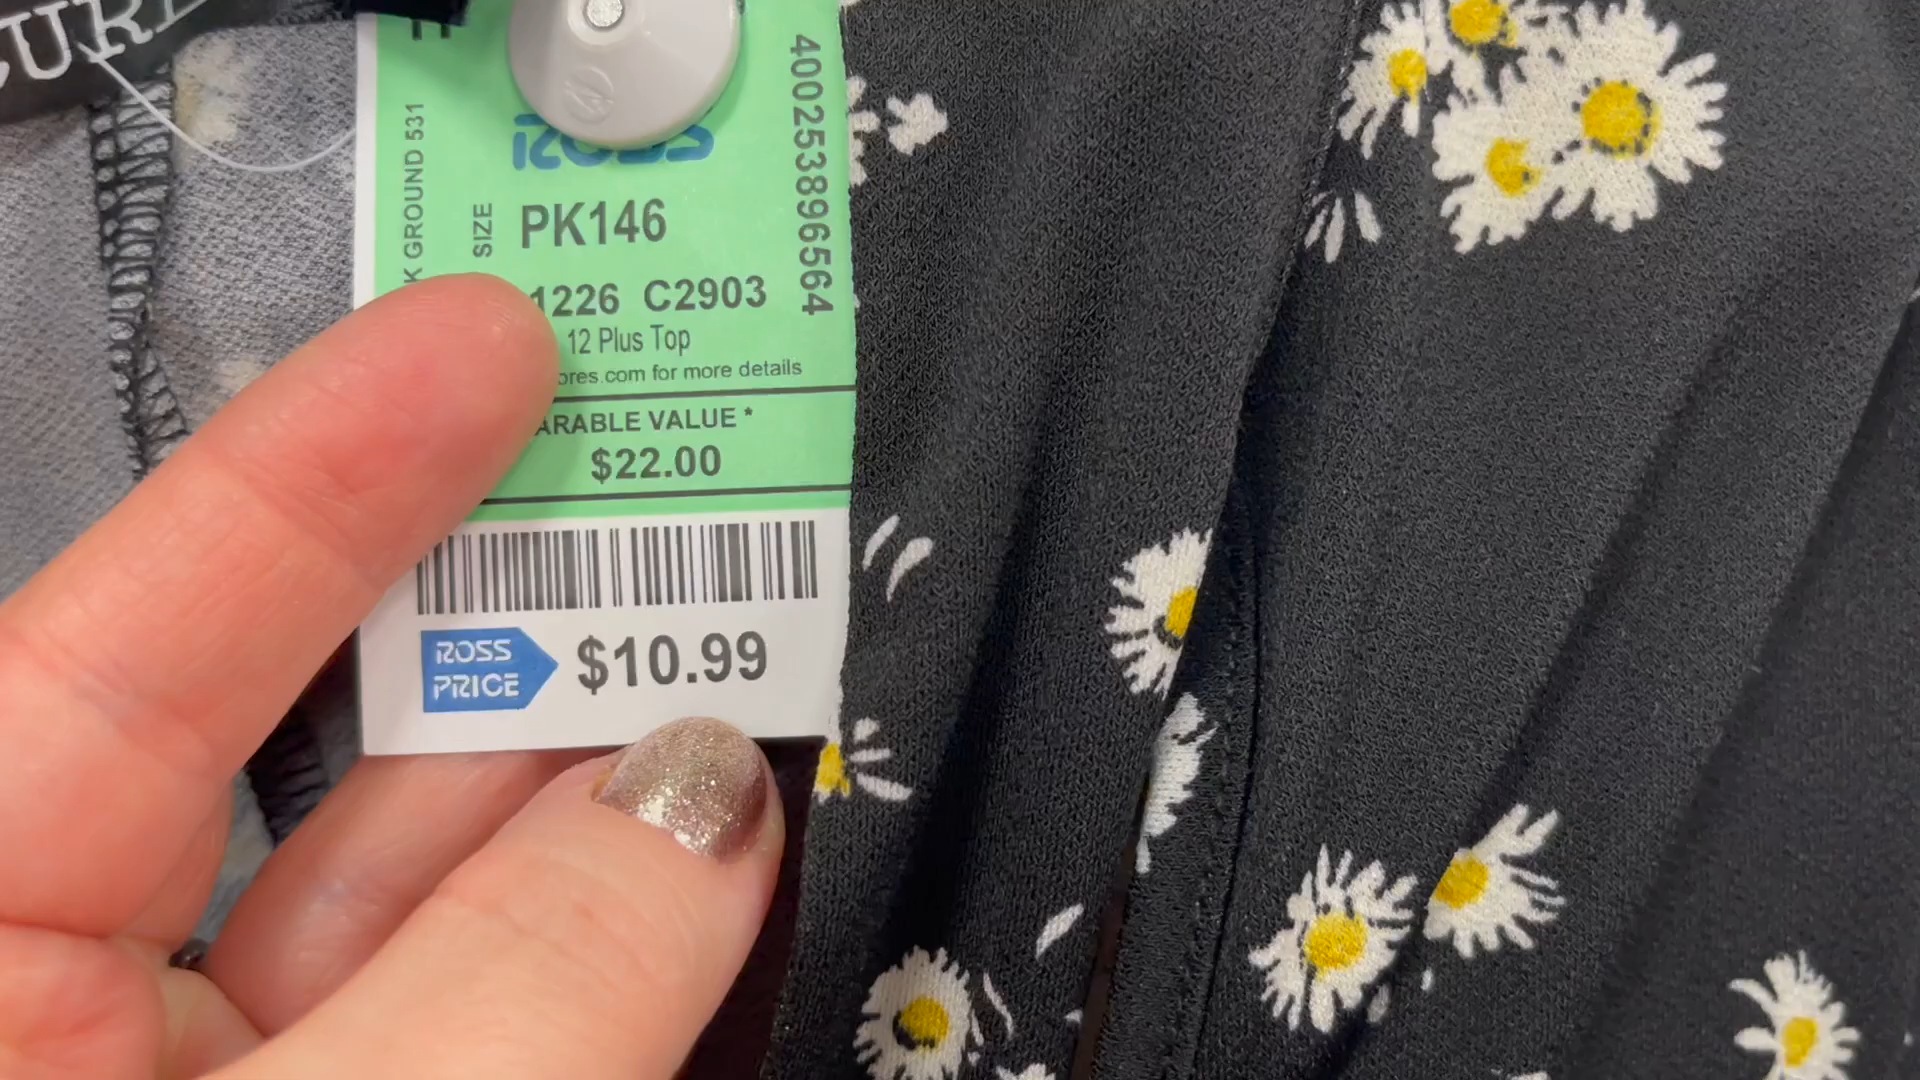 CUR
ROSS
400253896564
K GROUND 531
SIZE
PK146
1226 C2903
12 Plus Top
ores.com for more details
ARABLE VALUE *
$22.00
ROSS
PRICE
$10.99